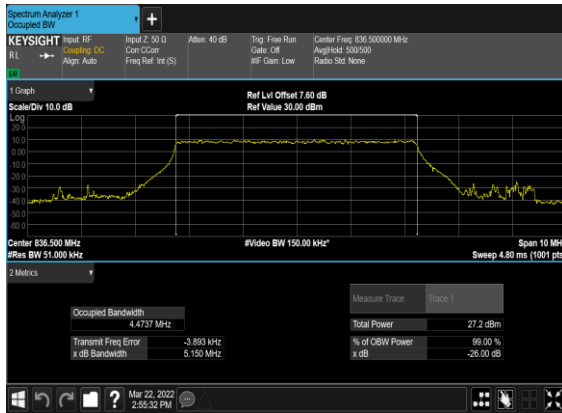 Spectrum Analyzer 1
Occupied BW
+
KEYSIGHT Input: RF Input Z: 50 Ω Atten: 40 dB Trig: Free Run Center Freq: 836.500000 MHz
RL Coupling: DC Corr CCorr Gate: Off Avg|Hold: 500/500
Align: Auto Freq Ref: Int (S) #IF Gain: Low Radio Std: None
1 Graph
Ref Lvl Offset 7.60 dB
Scale/Div 10.0 dB Ref Value 30.00 dBm
Log
20.0
10.0
0.00
-10.0
-20.0
-30.0
-40.0
-50.0
-60.0
Center 836.500 MHz #Video BW 150.00 kHz* Span 10 MH
#Res BW 51.000 kHz Sweep 4.80 ms (1001 pts
2 Metrics
Measure Trace Trace 1
Occupied Bandwidth
4.4737 MHz Total Power 27.2 dBm
Transmit Freq Error -3.893 kHz % of OBW Power 99.00 %
x dB Bandwidth 5.150 MHz x dB -26.00 dB
? Mar 22, 2022
2:55:32 PM